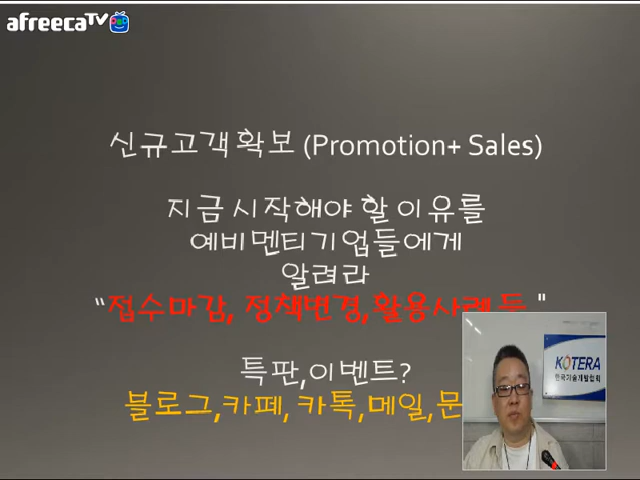 afreecaTV
신규고객확보 (Promotion+ Sales)
지금 시작해야 할 이유를
예비멘티기업들에게
알려라
“접수마감, 정책변경,활용사례등 "
특판,이벤트?
블로그,카페, 카톡,메일,문
KOTERA
한국기술개발협회